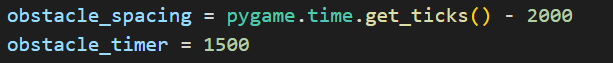 obstacle_spacing = pygame.time.get_ticks() - 2000
obstacle_timer = 1500